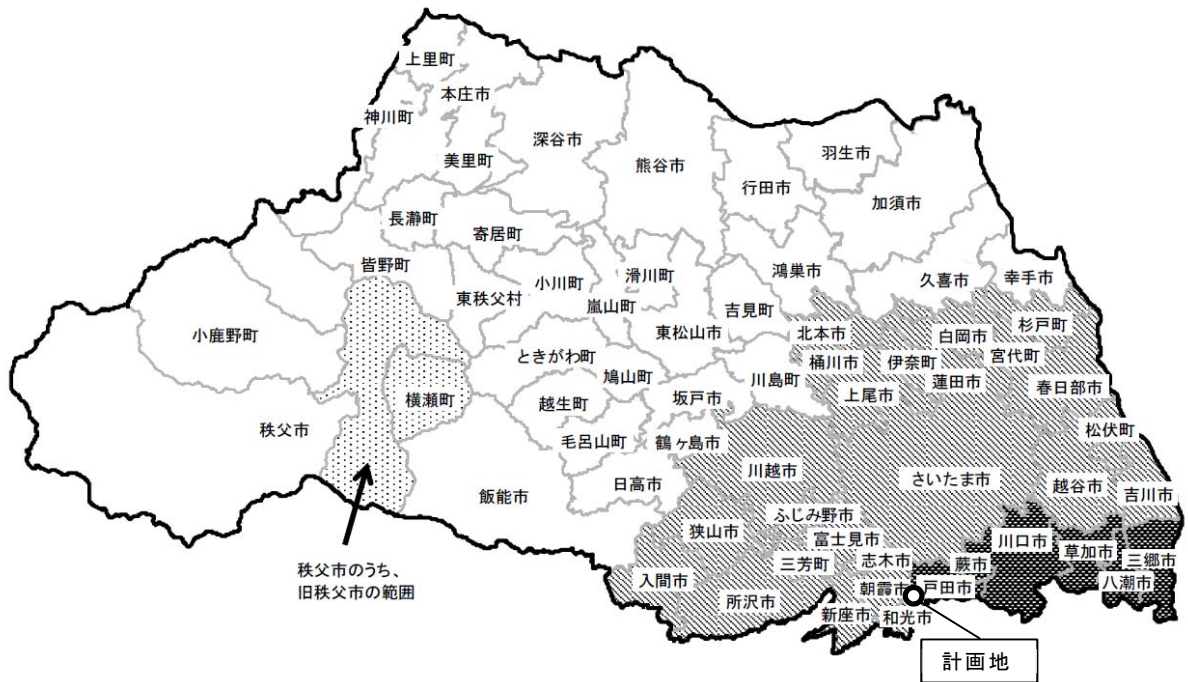 上里町
本庄市
神川町
美里町
深谷市
熊谷市
行田市
羽生市
加須市
長瀞町
寄居町
皆野町
東秩父村
小川町
滑川町
嵐山町
吉見町
鴻巣市
久喜市
幸手市
小鹿野町
東松山市
北本市
白岡市
杉戸町
ときがわ町
桶川市
伊奈町
宮代町
鳩山町
川島町
蓮田市
春日部市
横瀬町
越生町
坂戸市
上尾市
秩父市
毛呂山町
鶴ヶ島市
松伏町
飯能市
日高市
川越市
さいたま市
越谷市
吉川市
ふじみ野市
狭山市
富士見市
川口市
草加市
三郷市
秩父市のうち、
旧秩父市の範囲
入間市
三芳町
志木市
蕨市
八潮市
所沢市
朝霞市
戸田市
新座市
和光市
計画地